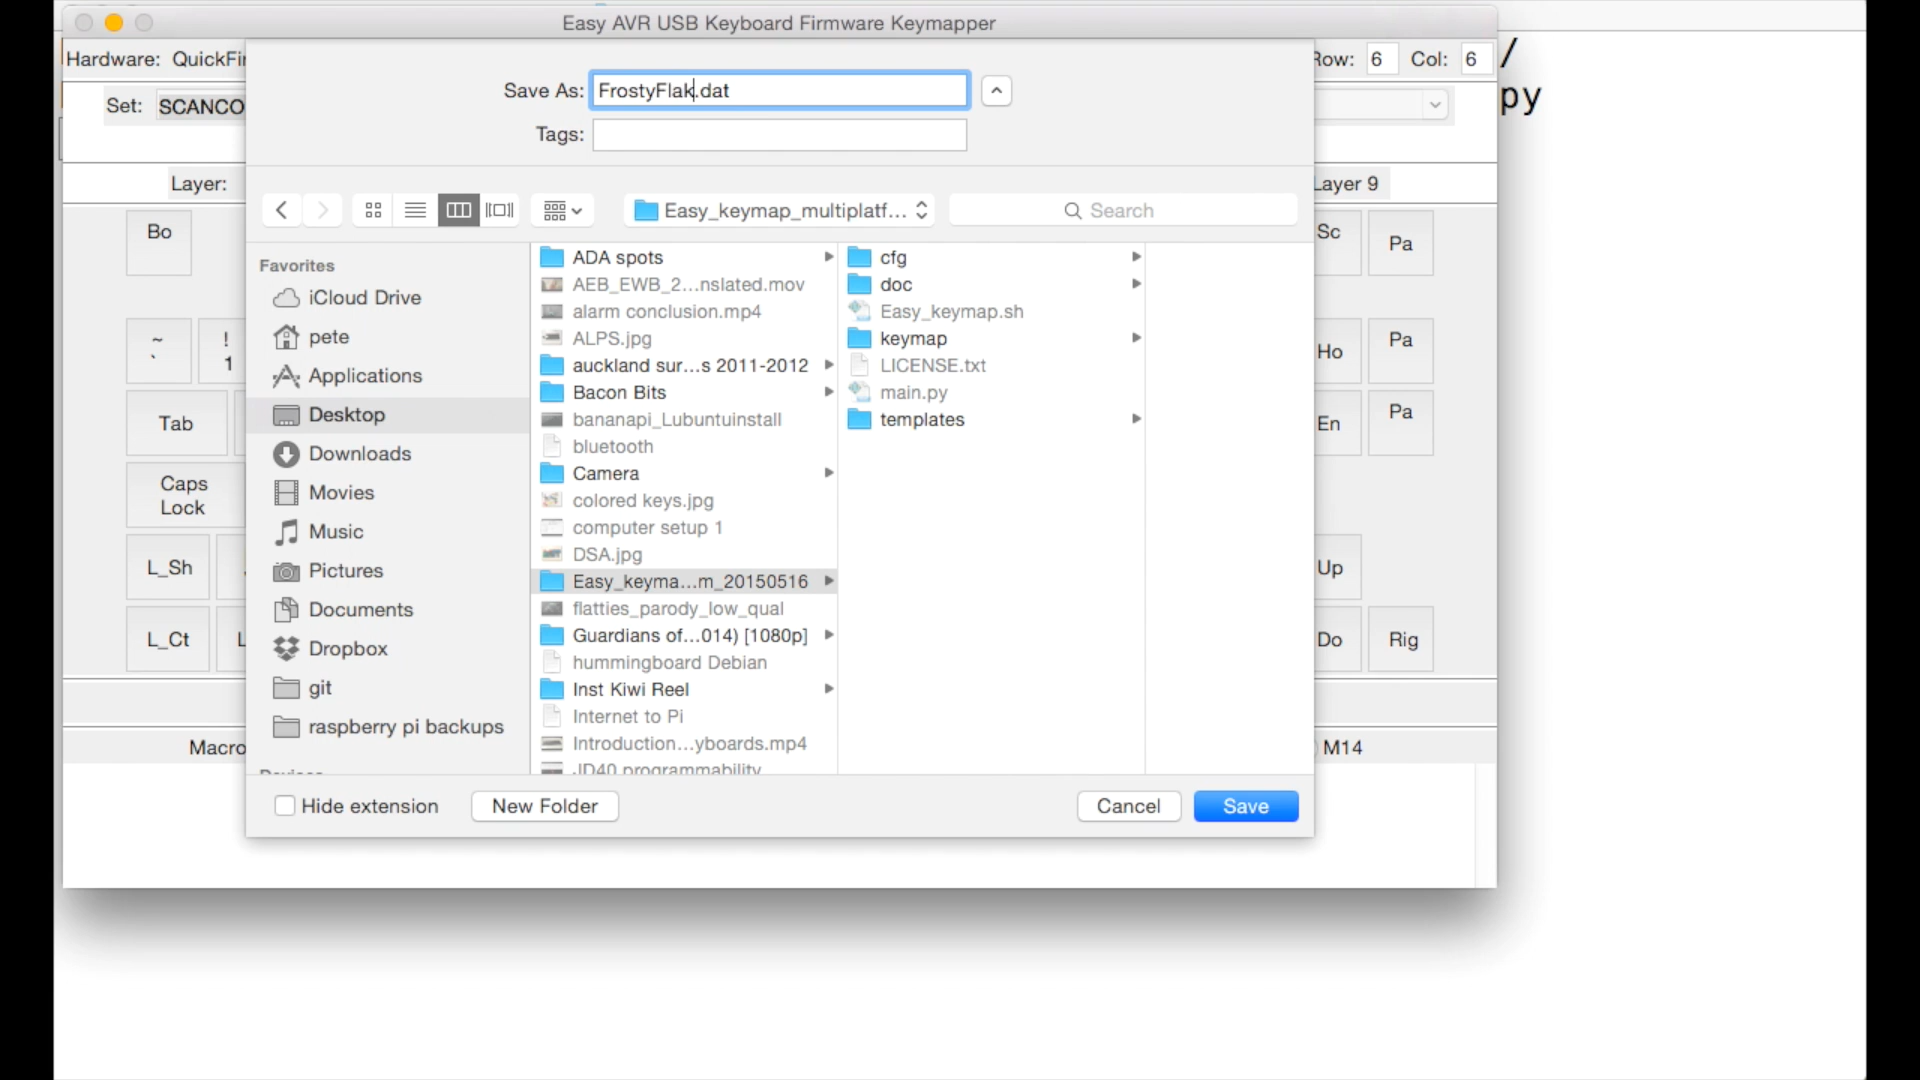 Easy AVR USB Keyboard Firmware Keymapper
Hardware: QuickFi
Row: 6 Col: 6
/
Set: SCANCO
py
Save As: FrostyFlak.dat
Tags:
Layer:
Layer 9
Easy_keymap_multiplatf...
Search
Favorites
iCloud Drive
pete
Applications
Desktop
Downloads
Movies
Music
Pictures
Documents
Dropbox
git
raspberry pi backups
ADA spots
AEB_EWB_2...nslated.mov
alarm conclusion.mp4
ALPS.jpg
auckland sur...s 2011-2012
Bacon Bits
bananapi_Lubuntuinstall
bluetooth
Camera
colored keys.jpg
computer setup 1
DSA.jpg
Easy_keyma...m_20150516
flatties_parody_low_qual
Guardians of...014) [1080p]
hummingboard Debian
Inst Kiwi Reel
Internet to Pi
Introduction...yboards.mp4
JD40 programmability
cfg
doc
Easy_keymap.sh
keymap
LICENSE.txt
main.py
templates
Bo
~
`
!
1
Tab
Caps
Lock
L_Sh
L_Ct
L
Sc
Pa
Ho
Pa
En
Pa
Up
Do
Rig
Macro
M14
Hide extension
New Folder
Cancel
Save